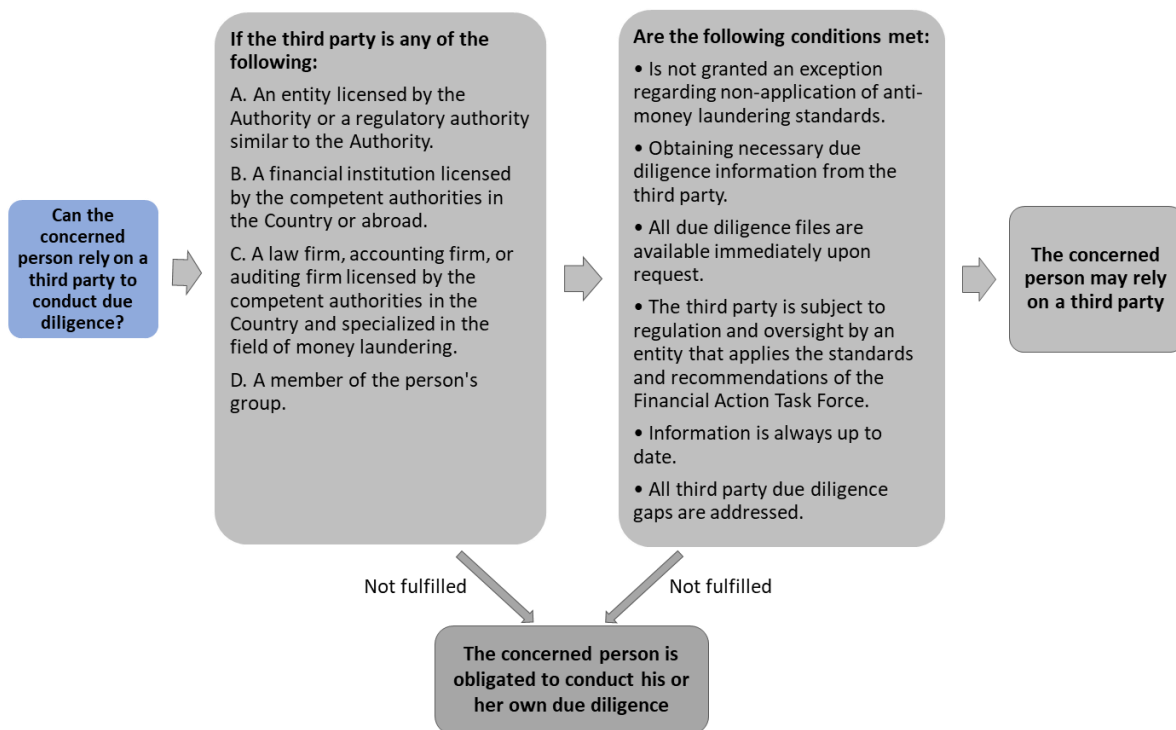 Can the
concerned
person rely on a
third party to
conduct due
diligence?
If the third party is any of the
following:
A. An entity licensed by the
Authority or a regulatory authority
similar to the Authority.
B. A financial institution licensed
by the competent authorities in
the Country or abroad.
C. A law firm, accounting firm, or
auditing firm licensed by the
competent authorities in the
Country and specialized in the
field of money laundering.
D. A member of the person's
group.
Are the following conditions met:
• Is not granted an exception
regarding non-application of anti-
money laundering standards.
• Obtaining necessary due
diligence information from the
third party.
• All due diligence files are
available immediately upon
request.
• The third party is subject to
regulation and oversight by an
entity that applies the standards
and recommendations of the
Financial Action Task Force.
• Information is always up to
date.
• All third party due diligence
gaps are addressed.
The concerned
person may rely
on a third party
Not fulfilled
Not fulfilled
The concerned person is
obligated to conduct his or
her own due diligence